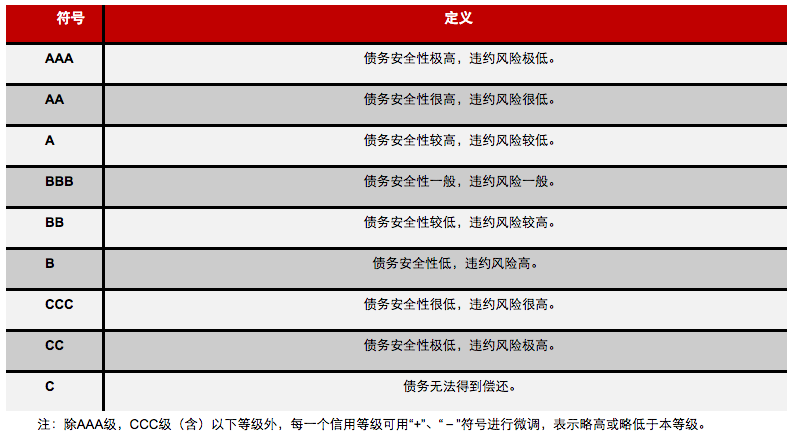 符号 定义
AAA 债务安全性极高，违约风险极低。
AA 债务安全性很高，违约风险很低。
A 债务安全性较高，违约风险较低。
BBB 债务安全性一般，违约风险一般。
BB 债务安全性较低，违约风险较高。
B 债务安全性低，违约风险高。
CCC 债务安全性很低，违约风险很高。
CC 债务安全性极低，违约风险极高。
C 债务无法得到偿还。
注：除AAA级，CCC级（含）以下等级外，每一个信用等级可用“+”、“－”符号进行微调，表示略高或略低于本等级。